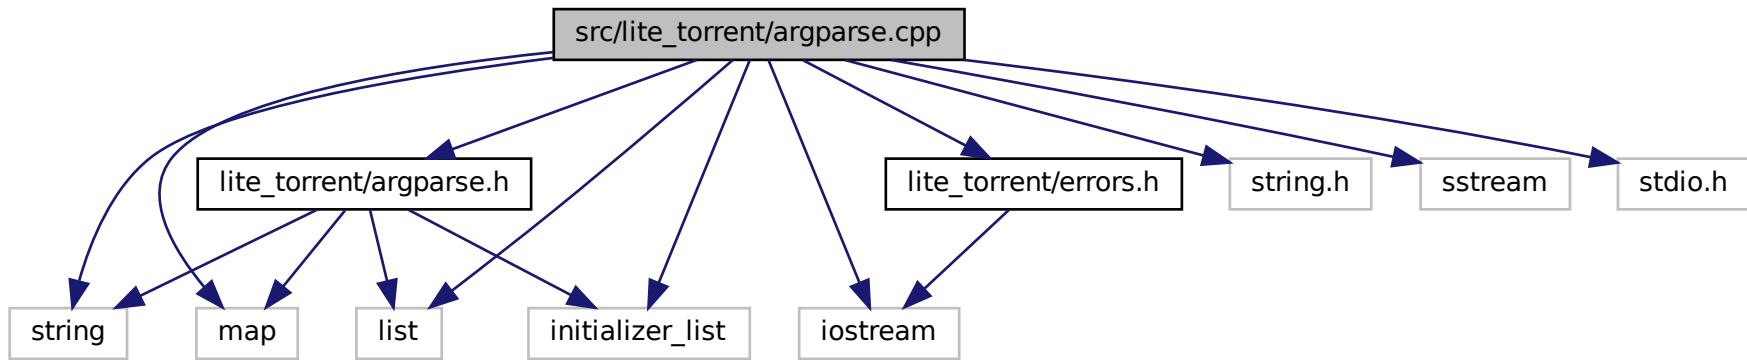 src/lite_torrent/argparse.cpp
lite_torrent/argparse.h
lite_torrent/errors.h
string.h
sstream
stdio.h
string
map
list
initializer_list
iostream